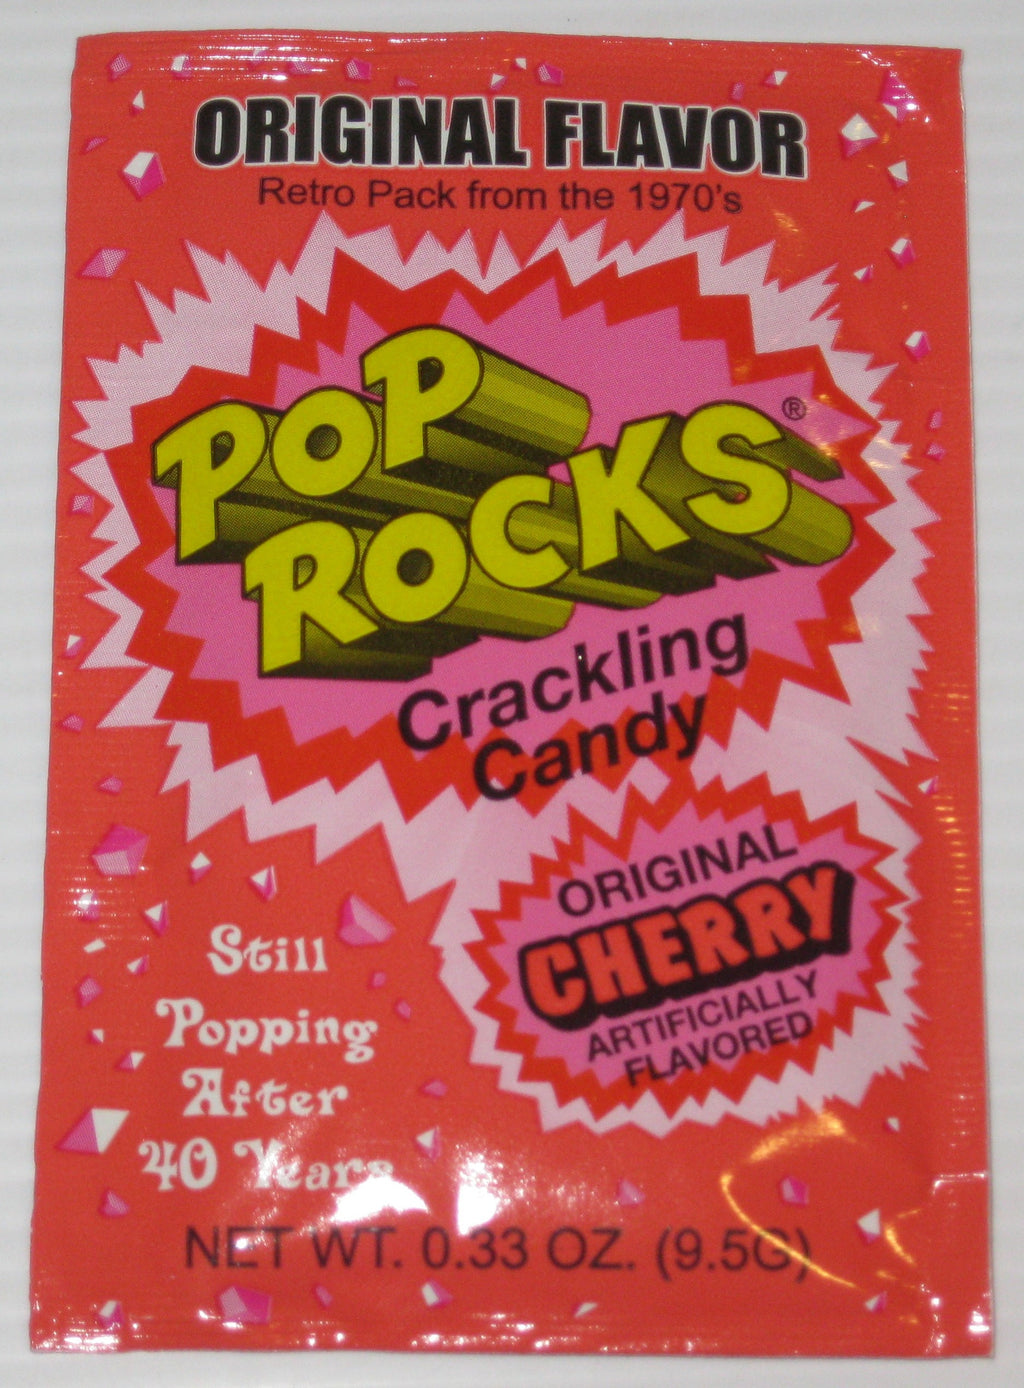 ORIGINAL FLAVOR
Retro Pack from the 1970's
POP
ROCKS®
Crackling
Candy
ORIGINAL
CHERRY
ARTIFICIALLY
FLAVORED
Still
Popping
After
40 Years
NET WT. 0.33 OZ. (9.5G)